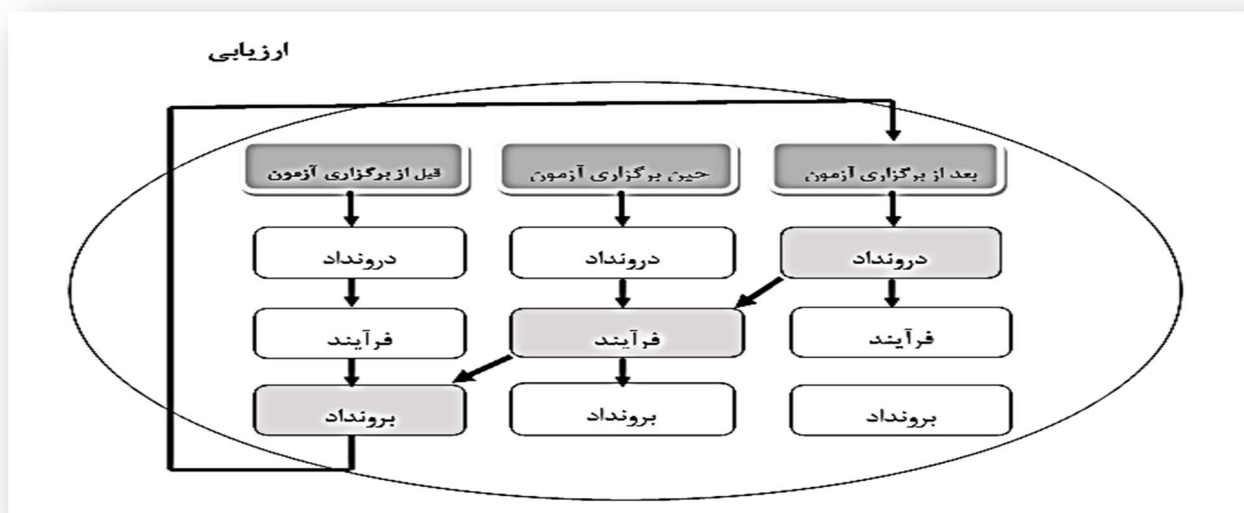 ارزیابی
بعد از برگزاری آزمون
حین برگزاری آزمون
قبل از برگزاری آزمون
درونداد
درونداد
درونداد
فرآیند
فرآیند
فرآیند
برونداد
برونداد
برونداد